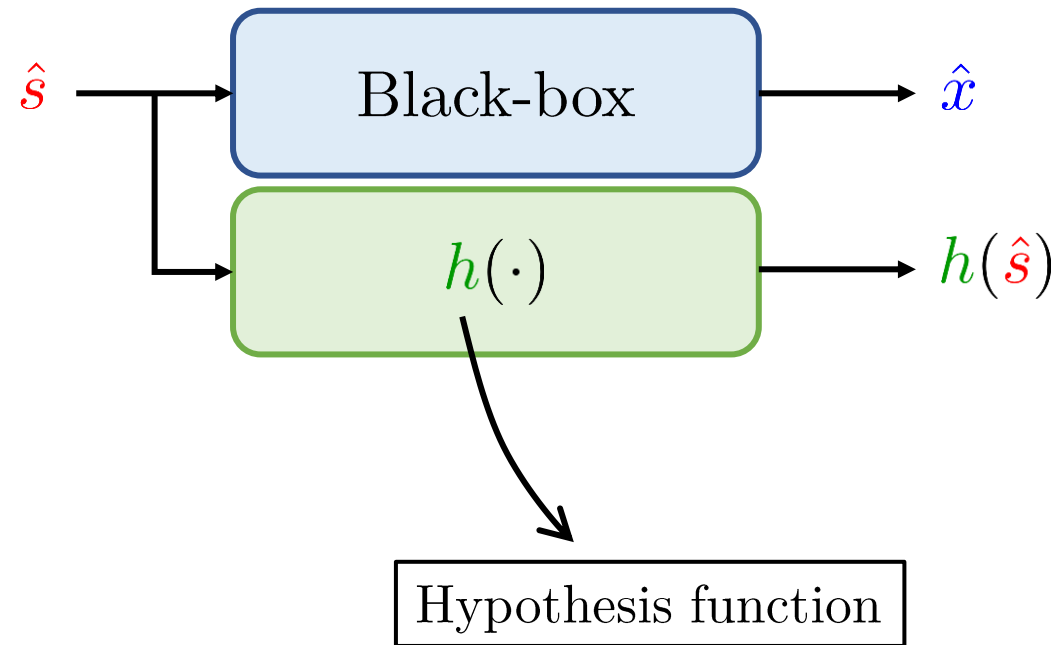 ŝ
Black-box
x̂
h(·)
h(ŝ)
Hypothesis function